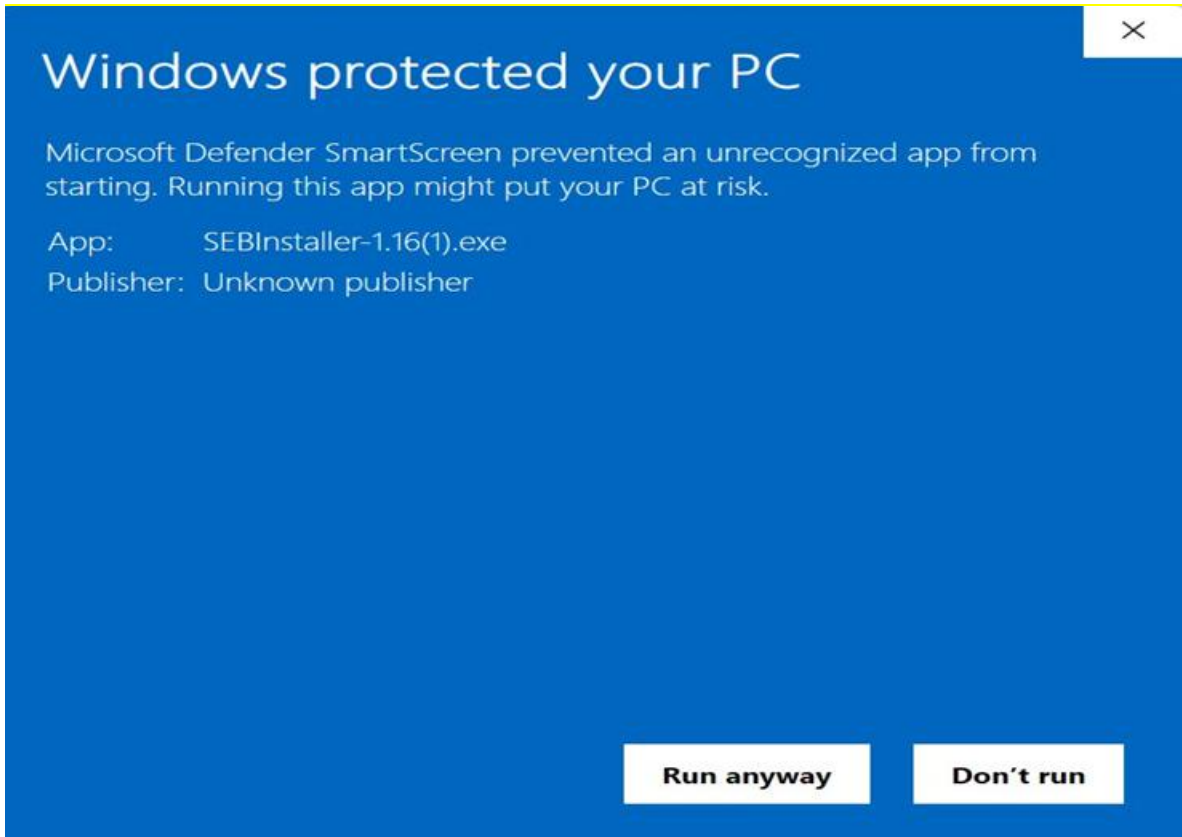 Windows protected your PC
Microsoft Defender SmartScreen prevented an unrecognized app from
starting. Running this app might put your PC at risk.
App: SEBInstaller-1.16(1).exe
Publisher: Unknown publisher
Run anyway Don't run